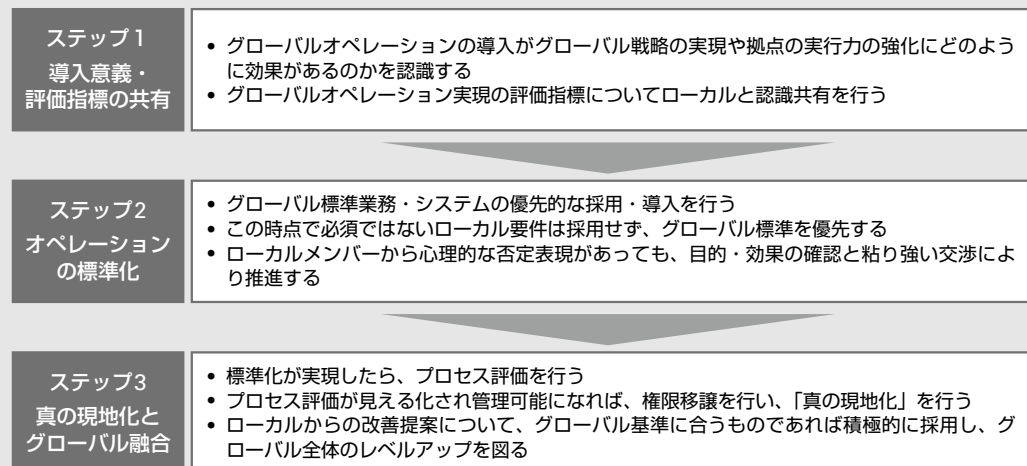 ステップ1
導入意義・
評価指標の共有
• グローバルオペレーションの導入がグローバル戦略の実現や拠点の実行力の強化にどのよう
に効果があるのかを認識する
• グローバルオペレーション実現の評価指標についてローカルと認識共有を行う
ステップ2
オペレーション
の標準化
• グローバル標準業務・システムの優先的な採用・導入を行う
• この時点で必須ではないローカル要件は採用せず、グローバル標準を優先する
• ローカルメンバーから心理的な否定表現があっても、目的・効果の確認と粘り強い交渉によ
り推進する
ステップ3
真の現地化と
グローバル融合
• 標準化が実現したら、プロセス評価を行う
• プロセス評価が見える化され管理可能になれば、権限移譲を行い、「真の現地化」を行う
• ローカルからの改善提案について、グローバル基準に合うものであれば積極的に採用し、グ
ローバル全体のレベルアップを図る